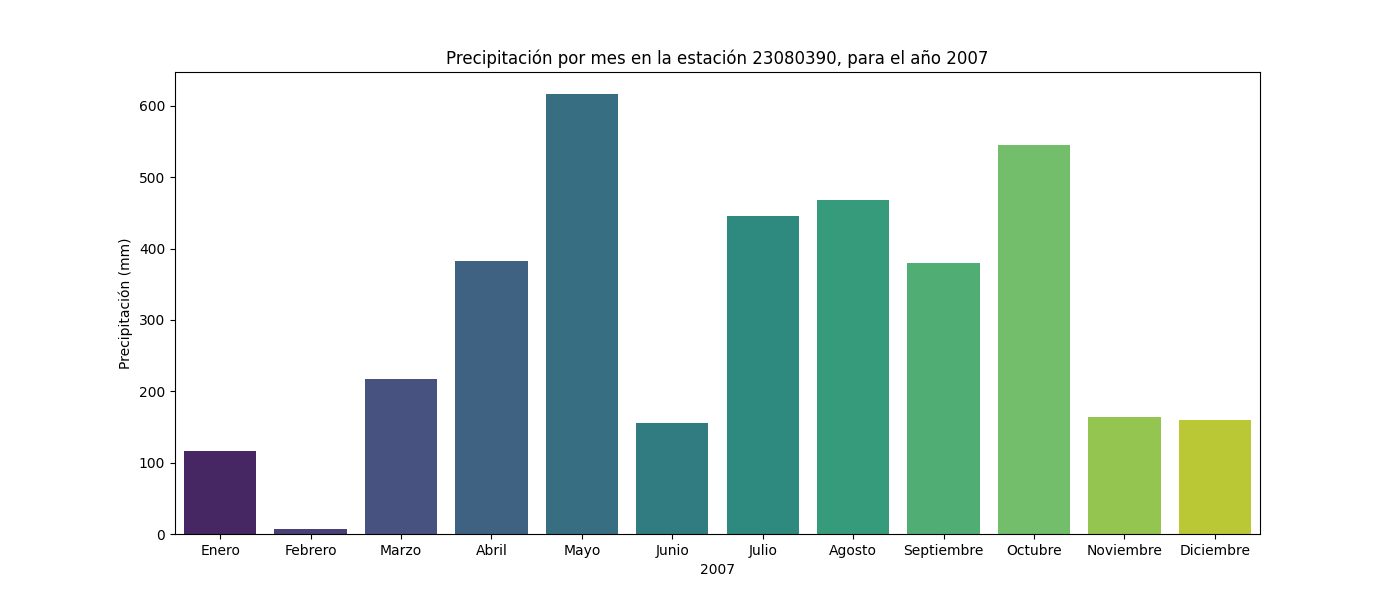 Precipitación por mes en la estación 23080390, para el año 2007
Precipitación (mm)
600
500
400
300
200
100
0
Enero Febrero Marzo Abril Mayo Junio Julio Agosto Septiembre Octubre Noviembre Diciembre
2007